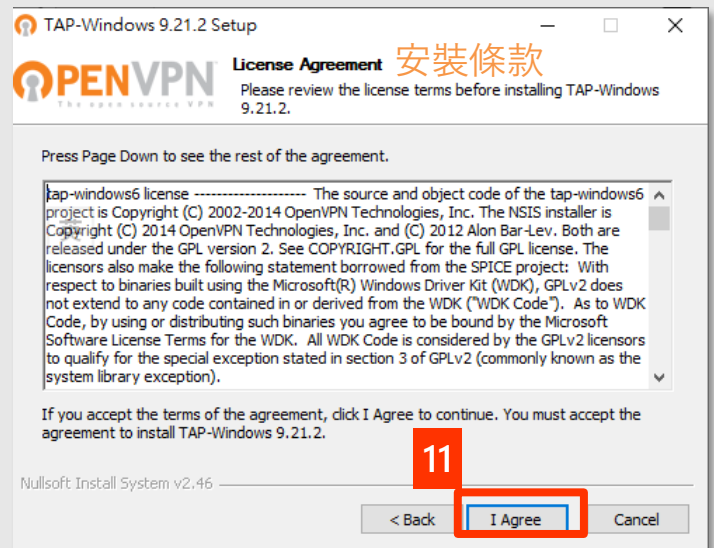 TAP-Windows 9.21.2 Setup
OPENVPN
The open source VPN
License Agreement 安裝條款
Please review the license terms before installing TAP-Windows
9.21.2.
Press Page Down to see the rest of the agreement.
tap-windows6 license -------------------- The source and object code of the tap-windows6
project is Copyright (C) 2002-2014 OpenVPN Technologies, Inc. The NSIS installer is
Copyright (C) 2014 OpenVPN Technologies, Inc. and (C) 2012 Alon Bar-Lev. Both are
released under the GPL version 2. See COPYRIGHT.GPL for the full GPL license. The
licensors also make the following statement borrowed from the SPICE project: With
respect to binaries built using the Microsoft(R) Windows Driver Kit (WDK), GPLv2 does
not extend to any code contained in or derived from the WDK ("WDK Code"). As to WDK
Code, by using or distributing such binaries you agree to be bound by the Microsoft
Software License Terms for the WDK. All WDK Code is considered by the GPLv2 licensors
to qualify for the special exception stated in section 3 of GPLv2 (commonly known as the
system library exception).
If you accept the terms of the agreement, click I Agree to continue. You must accept the
agreement to install TAP-Windows 9.21.2.
11
Nullsoft Install System v2.46
< Back
I Agree
Cancel